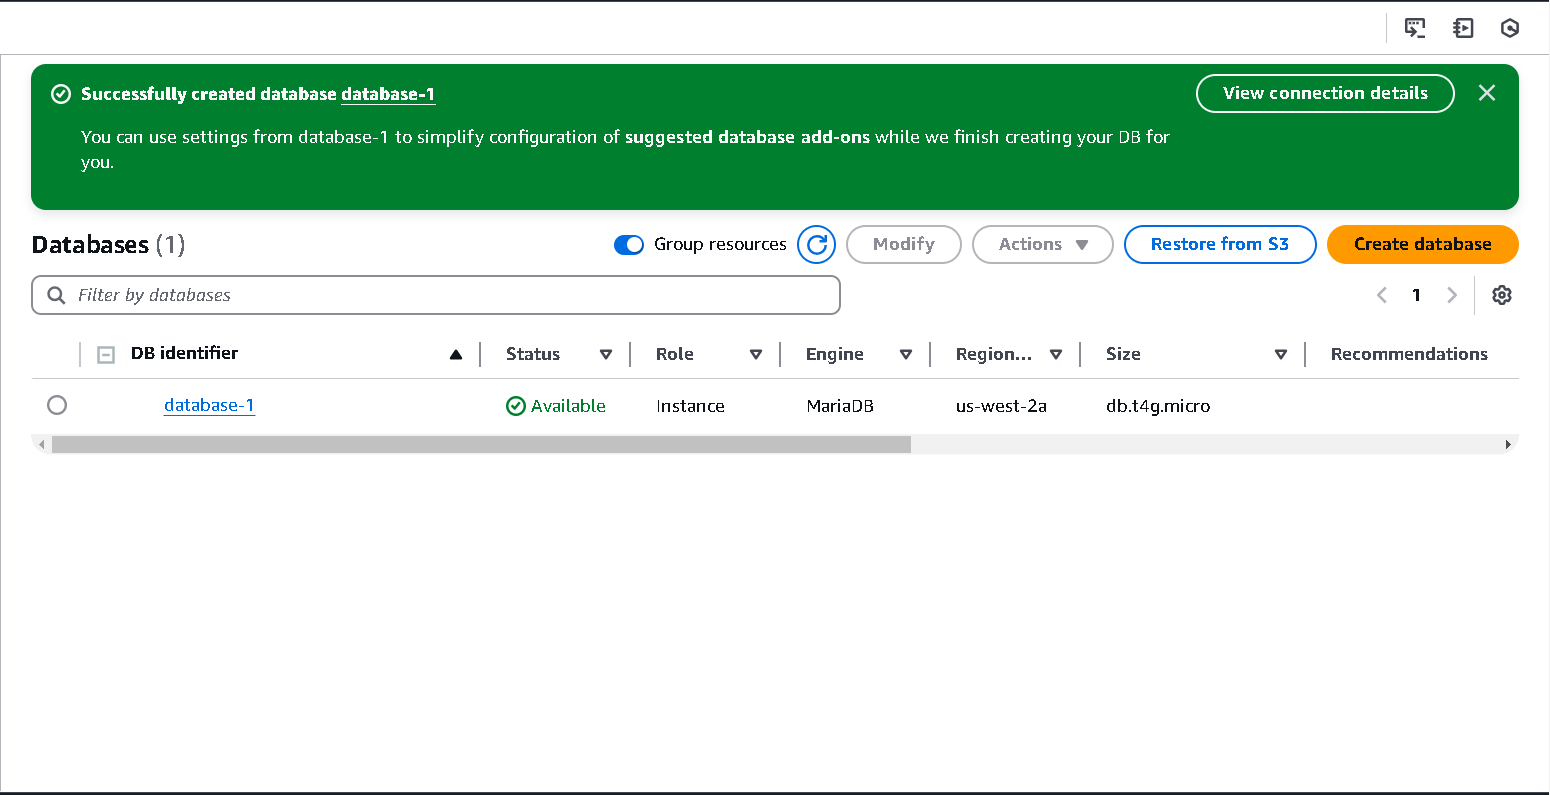 Successfully created database database-1
View connection details
You can use settings from database-1 to simplify configuration of suggested database add-ons while we finish creating your DB for
you.
Databases (1)
Group resources
Modify
Actions
Restore from S3
Create database
Filter by databases
1
DB identifier Status Role Engine Region... Size Recommendations
database-1 Available Instance MariaDB us-west-2a db.t4g.micro